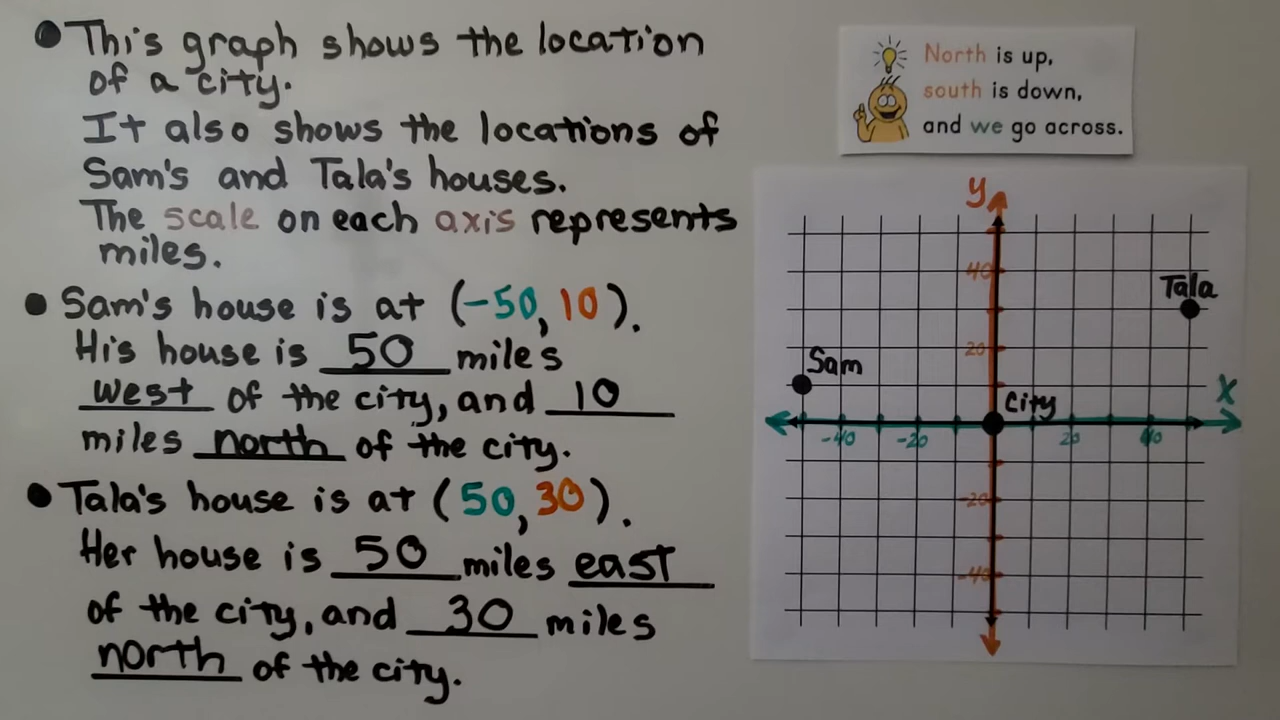 This graph shows the location
of a city.
It also shows the locations of
Sam's and Tala's houses.
The scale on each axis represents
miles.
Sam's house is at (-50, 10).
His house is 50 miles
west of the city, and 10
miles north of the city.
Tala's house is at (50, 30).
Her house is 50 miles east
of the city, and 30 miles
north of the city.
North is up,
south is down,
and we go across.
y
40
Tala
20
Sam
City
x
-40 -20 20 40
-20
-40